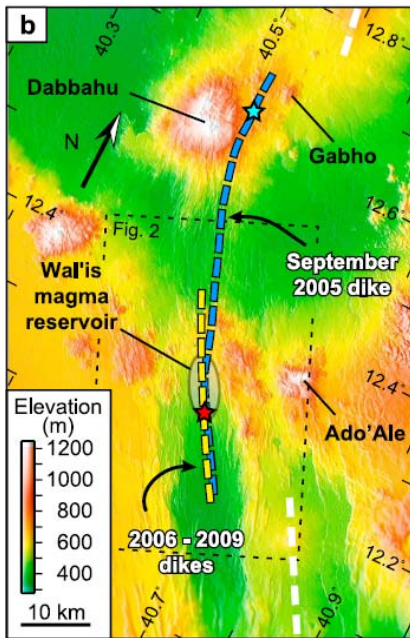 b
40.3
40.5
12.8
Dabbahu
N
Gabho
12.4
Fig. 2
12.6
Wal'is
magma
reservoir
September
2005 dike
Elevation
(m)
1200
1000
800
600
400
10 km
12.4
Ado'Ale
2006 - 2009
dikes
12.2
40.7
40.9